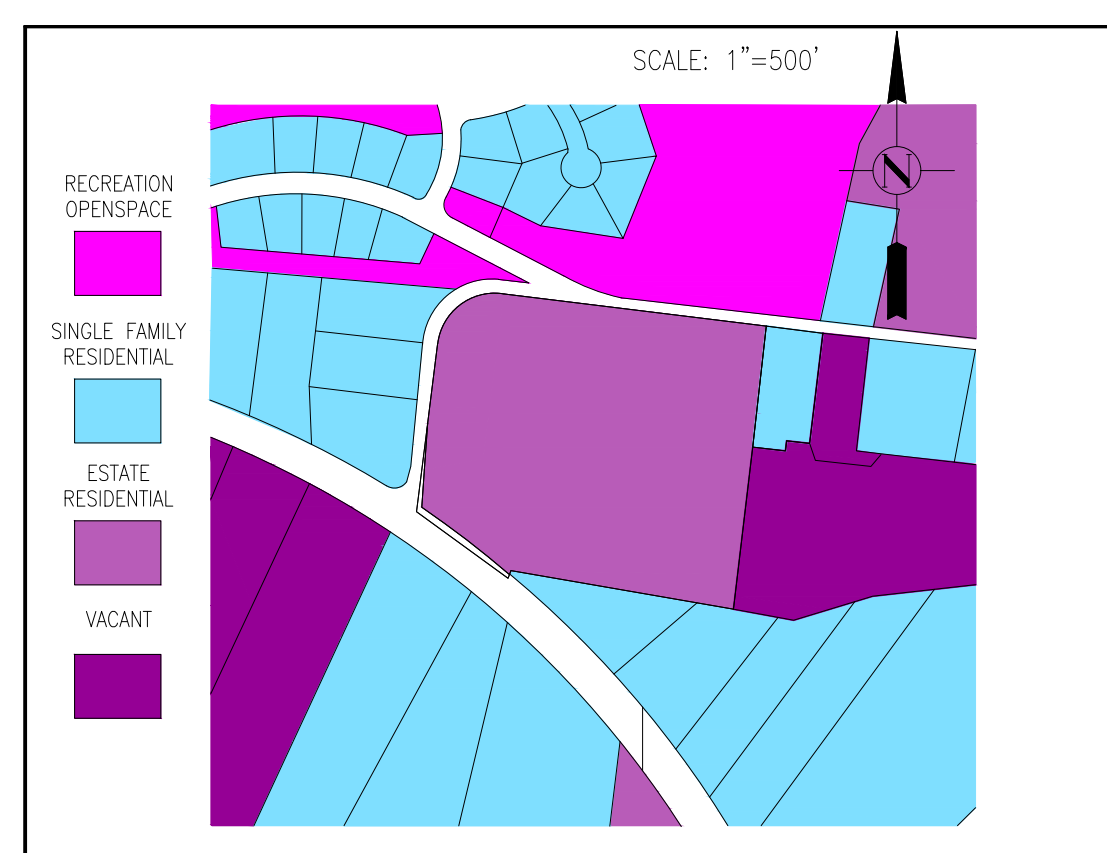 SCALE: 1"=500'
N
RECREATION
OPENSPACE
SINGLE FAMILY
RESIDENTIAL
ESTATE
RESIDENTIAL
VACANT